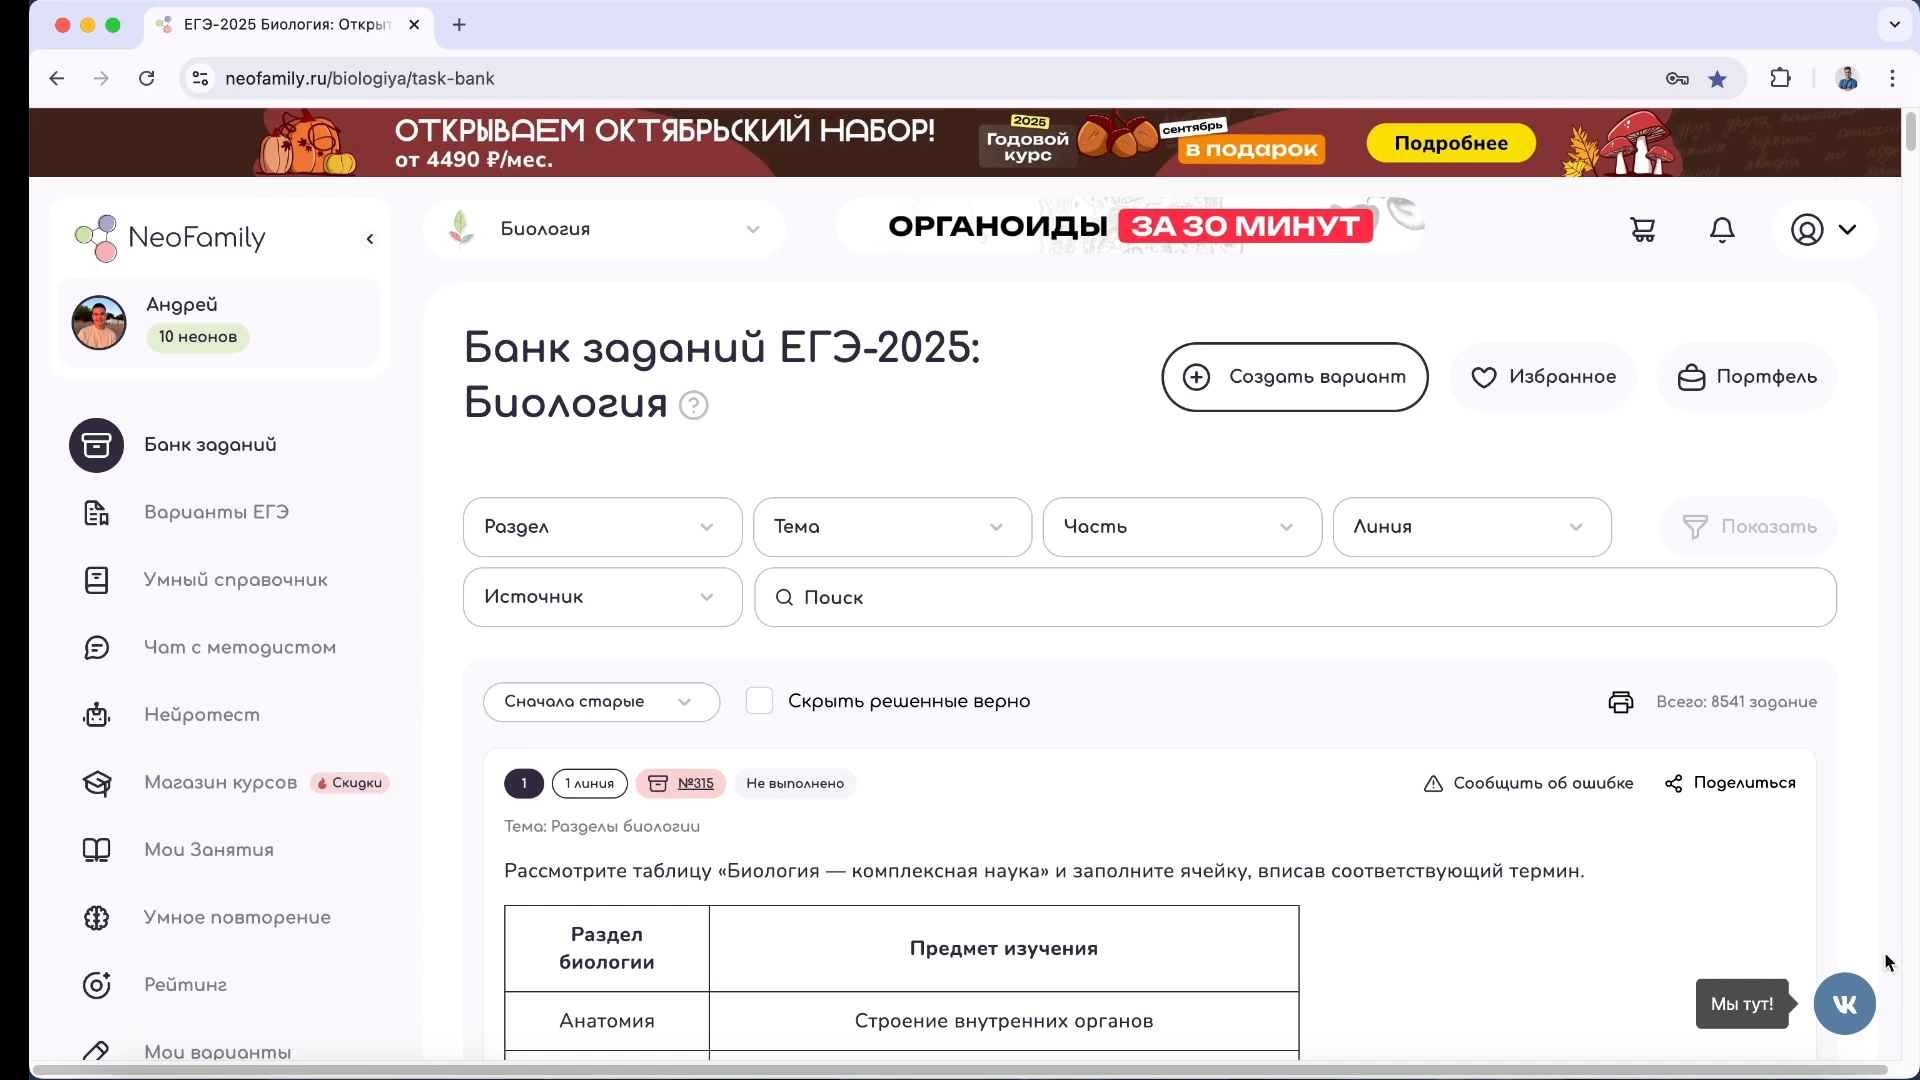 ЕГЭ-2025 Биология: Открыт
neofamily.ru/biologiya/task-bank
ОТКРЫВАЕМ ОКТЯБРЬСКИЙ НАБОР!
от 4490 ₽/мес.
2025
Годовой
курс
сентябрь
в подарок
Подробнее
NeoFamily
Биология
ОРГАНОИДЫ ЗА 30 МИНУТ
Андрей
10 неонов
Банк заданий ЕГЭ-2025:
Биология ?
Создать вариант
Избранное
Портфель
Банк заданий
Варианты ЕГЭ
Умный справочник
Чат с методистом
Нейротест
Магазин курсов
Скидки
Мои Занятия
Умное повторение
Рейтинг
Мои варианты
Раздел
Тема
Часть
Линия
Показать
Источник
Поиск
Сначала старые
Скрыть решенные верно
Всего: 8541 задание
1
1 линия
№315
Не выполнено
Сообщить об ошибке
Поделиться
Тема: Разделы биологии
Рассмотрите таблицу «Биология — комплексная наука» и заполните ячейку, вписав соответствующий термин.
Раздел
биологии
Предмет изучения
Анатомия
Строение внутренних органов
Мы тут!